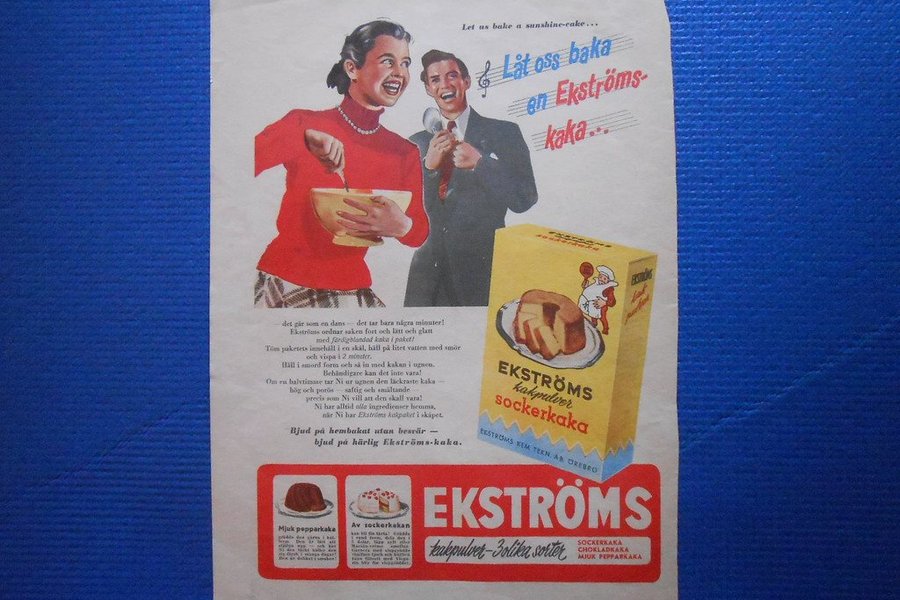 Let us bake a sunshine-cake...
Låt oss baka
en Ekströms-
kaka...
det går som en dans — det tar bara några minuter!
Ekströms ordnar saken fort och lätt och glatt
med färdigblandad kaka i paket!
Töm paketets innehåll i en skål, häll på litet vatten med smör
och vispa i 2 minuter.
Häll i smord form och så in med kakan i ugnen.
Behändigare kan det inte vara!
Om en halvtimme tar Ni ur ugnen den läckraste kaka —
hög och porös — saftig och smältande —
precis som Ni vill att den skall vara!
Ni har alltid alla ingredienser hemma,
när Ni har Ekströms kakpaket i skåpet.
Bjud på hembakat utan besvär —
bjud på härlig Ekströms-kaka.
EKSTRÖMS
sockerkaka
EKSTRÖMS
EKSTRÖMS
kakpulver
sockerkaka
EKSTRÖMS KEM. TEKN. AB. ÖREBRO
Mjuk pepparkaka
Av sockerkakan
EKSTRÖMS
kakpulver - 3 olika sorter
SOCKERKAKA
CHOKLADKAKA
MJUK PEPPARKAKA